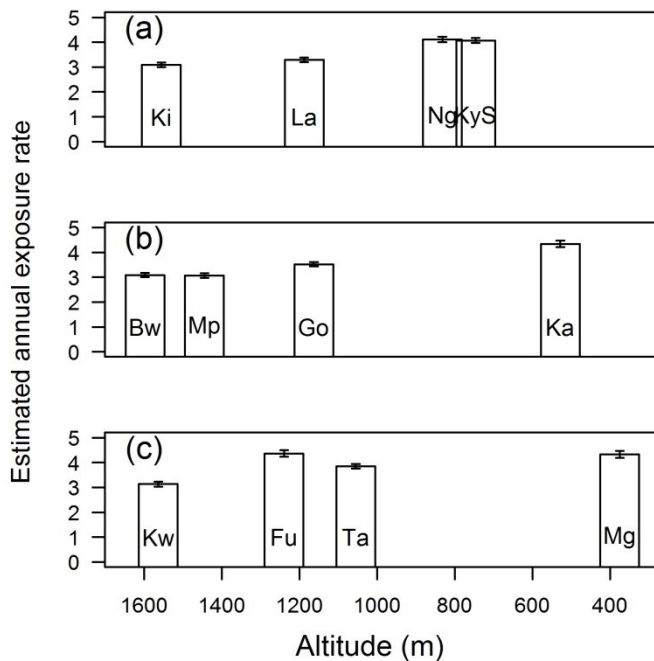 Estimated annual exposure rate
(a)
5
4
3
2
1
0
Ki
La
Ng
KyS
(b)
5
4
3
2
1
0
Bw
Mp
Go
Ka
(c)
5
4
3
2
1
0
Kw
Fu
Ta
Mg
1600 1400 1200 1000 800 600 400
Altitude (m)